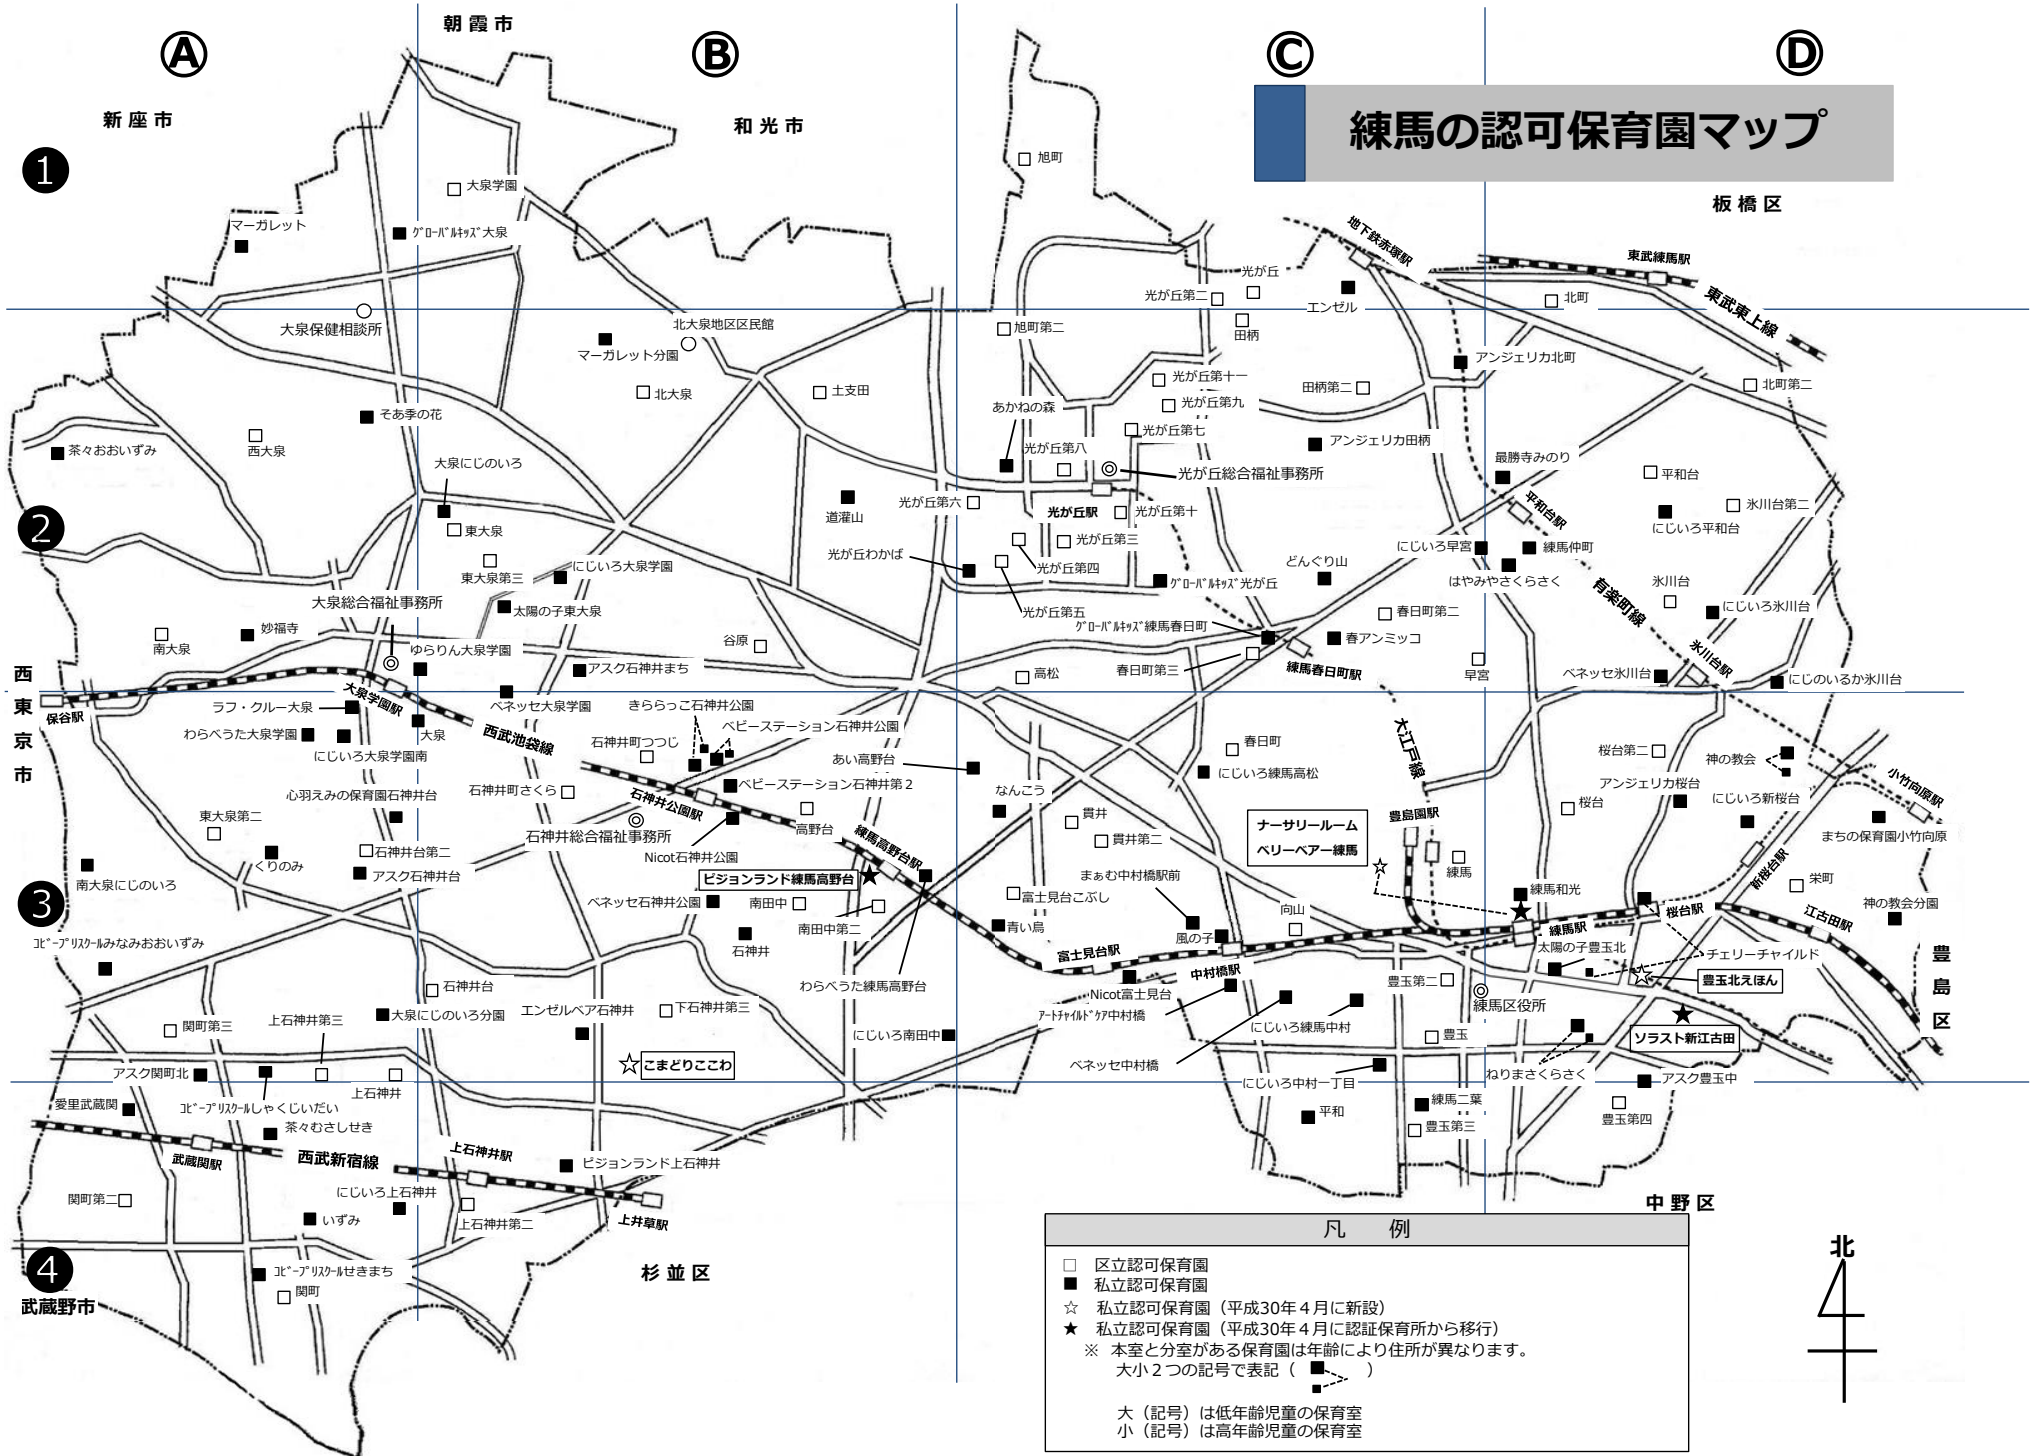 Ⓐ
Ⓑ
Ⓒ
Ⓓ
朝霞市
新座市
和光市
練馬の認可保育園マップ
板橋区
❶
旭町
大泉学園
マーガレット
ｸﾞﾛｰﾊﾞﾙｷｯｽﾞ大泉
地下鉄赤塚駅
東武練馬駅
東武東上線
光が丘
光が丘第二
エンゼル
北町
大泉保健相談所
北大泉地区区民館
マーガレット分園
旭町第二
田柄
アンジェリカ北町
北大泉
土支田
光が丘第十一
田柄第二
北町第二
そあ季の花
あかねの森
光が丘第九
光が丘第七
アンジェリカ田柄
西大泉
茶々おおいずみ
大泉にじのいろ
光が丘第八
光が丘総合福祉事務所
最勝寺みのり
平和台
❷
道灌山
光が丘第六
光が丘駅
光が丘第十
平和台駅
氷川台第二
にじいろ平和台
東大泉
光が丘第三
光が丘わかば
にじいろ早宮
練馬仲町
東大泉第三
にじいろ大泉学園
光が丘第四
ｸﾞﾛｰﾊﾞﾙｷｯｽﾞ光が丘
どんぐり山
はやみやさくらさく
有楽町線
氷川台
大泉総合福祉事務所
太陽の子東大泉
光が丘第五
春日町第二
にじいろ氷川台
ｸﾞﾛｰﾊﾞﾙｷｯｽﾞ練馬春日町
妙福寺
南大泉
谷原
春アンミッコ
氷川台駅
ゆらりん大泉学園
アスク石神井まち
高松
春日町第三
練馬春日町駅
早宮
ベネッセ氷川台
にじのいるか氷川台
西東京市
保谷駅
大泉学園駅
ラフ・クルー大泉
ベネッセ大泉学園
きららっこ石神井公園
ベビーステーション石神井公園
わらべうた大泉学園
大泉
西武池袋線
石神井町つつじ
大江戸線
春日町
桜台第二
神の教会
にじいろ大泉学園南
あい高野台
にじいろ練馬高松
小竹向原駅
心羽えみの保育園石神井台
石神井町さくら
石神井公園駅
ベビーステーション石神井第２
なんこう
アンジェリカ桜台
にじいろ新桜台
桜台
東大泉第二
石神井総合福祉事務所
高野台
練馬高野台駅
貫井
豊島園駅
ナーサリールーム
ベリーベアー練馬
まちの保育園小竹向原
石神井台第二
くりのみ
Nicot石神井公園
貫井第二
練馬
新桜台駅
南大泉にじのいろ
アスク石神井台
ピジョンランド練馬高野台
まぁむ中村橋駅前
栄町
❸
ベネッセ石神井公園
南田中
富士見台こぶし
練馬和光
桜台駅
江古田駅
神の教会分園
南田中第二
青い鳥
向山
風の子
練馬駅
ｺﾋﾞｰﾌﾟﾘｽｸｰﾙみなみおおいずみ
石神井
富士見台駅
中村橋駅
太陽の子豊玉北
チェリーチャイルド
豊島区
石神井台
わらべうた練馬高野台
Nicot富士見台
豊玉第二
豊玉北えほん
練馬区役所
大泉にじのいろ分園
エンゼルベア石神井
下石神井第三
ｱｰﾄﾁｬｲﾙﾄﾞｹｱ中村橋
にじいろ練馬中村
関町第三
上石神井第三
にじいろ南田中
豊玉
ソラスト新江古田
こまどりここわ
ベネッセ中村橋
ねりまさくらさく
アスク関町北
上石神井
にじいろ中村一丁目
アスク豊玉中
愛里武蔵関
ｺﾋﾞｰﾌﾟﾘｽｸｰﾙしゃくじいだい
練馬二葉
平和
豊玉第四
茶々むさしせき
豊玉第三
武蔵関駅
西武新宿線
上石神井駅
ピジョンランド上石神井
関町第二
にじいろ上石神井
いずみ
上石神井第二
上井草駅
中野区
❹
武蔵野市
ｺﾋﾞｰﾌﾟﾘｽｸｰﾙせきまち
関町
杉並区
凡　例
□ 区立認可保育園
■ 私立認可保育園
☆ 私立認可保育園（平成30年４月に新設）
★ 私立認可保育園（平成30年４月に認証保育所から移行）
※ 本室と分室がある保育園は年齢により住所が異なります。
大小２つの記号で表記（ ■ ■ ）
大（記号）は低年齢児童の保育室
小（記号）は高年齢児童の保育室
北